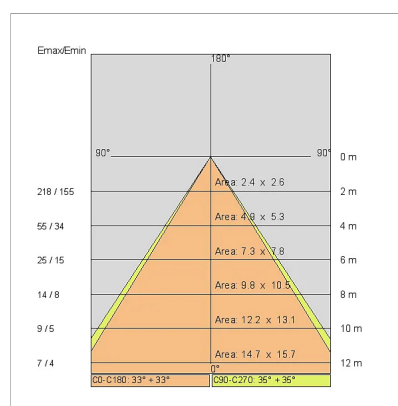 Emax/Emin
180°
90° 90° 0 m
Area: 2.4 x 2.6
218 / 155 2 m
Area: 4.9 x 5.3
55 / 34 4 m
Area: 7.3 x 7.8
25 / 15 6 m
Area: 9.8 x 10.5
14 / 8 8 m
Area: 12.2 x 13.1
9 / 5 10 m
Area: 14.7 x 15.7
7 / 4 12 m
0°
C0-C180: 33° + 33° C90-C270: 35° + 35°